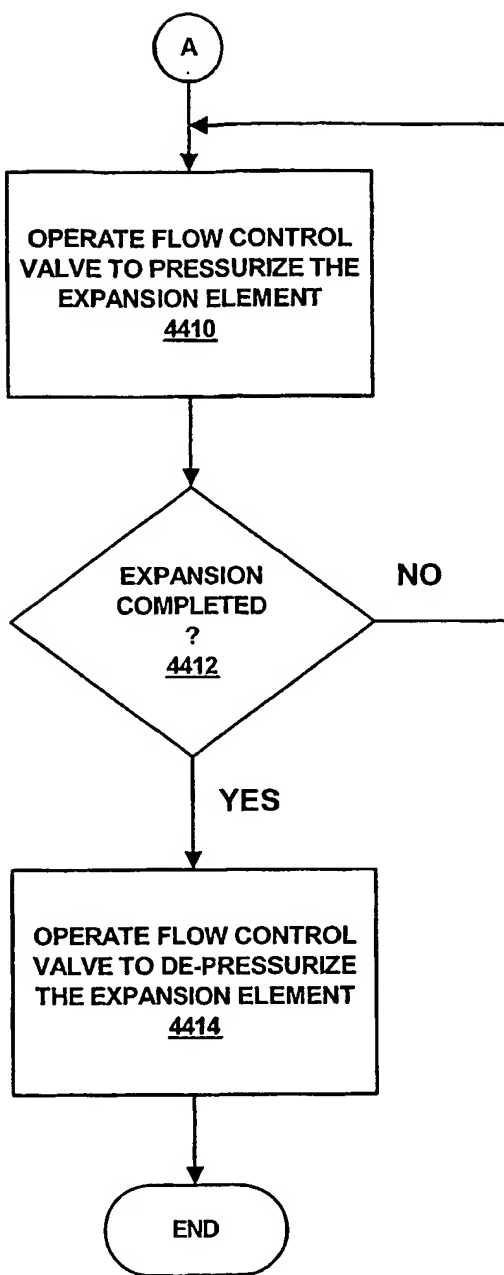 A
OPERATE FLOW CONTROL
VALVE TO PRESSURIZE THE
EXPANSION ELEMENT
4410
EXPANSION
COMPLETED
?
4412
NO
YES
OPERATE FLOW CONTROL
VALVE TO DE-PRESSURIZE
THE EXPANSION ELEMENT
4414
END